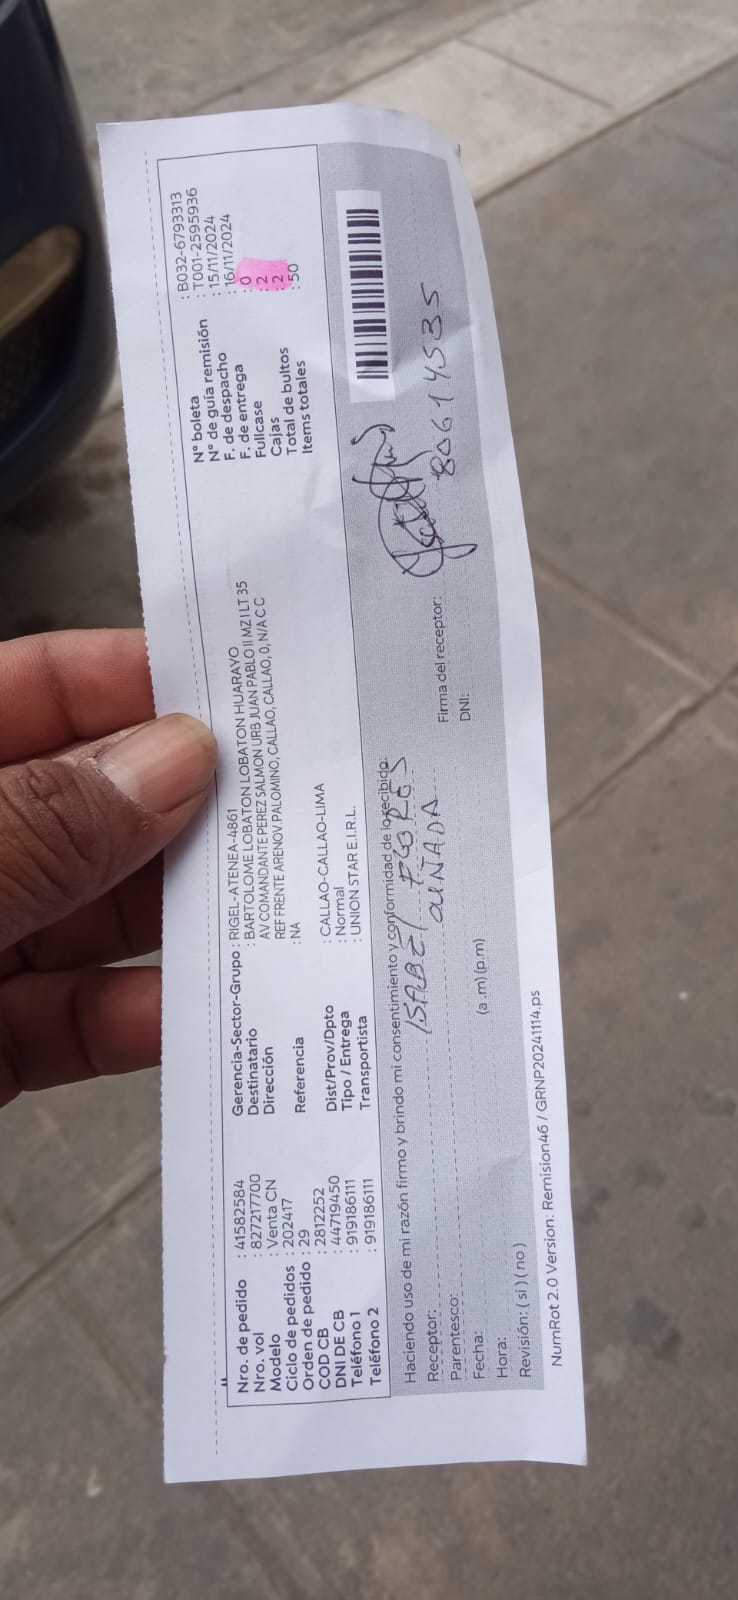 Nro. de pedido : 41582584
Nro. vol : 827217700
Modelo : Venta CN
Ciclo de pedidos : 202417
Orden de pedido : 29
COD CB : 2812252
DNI DE CB : 44719450
Teléfono 1 : 919186111
Teléfono 2 : 919186111
Gerencia-Sector-Grupo : RIGEL-ATENEA-4861
Destinatario : BARTOLOME LOBATON LOBATON HUARAYO
Dirección AV COMANDANTE PEREZ SALMON URB JUAN PABLO II MZ I LT 35
REF FRENTE ARENOV.PALOMINO, CALLAO, CALLAO, 0, N/A C C
Referencia : NA
Dist/Prov/Dpto : CALLAO-CALLAO-LIMA
Tipo / Entrega : Normal
Transportista : UNION STAR E.I.R.L.
N° boleta : B032-6793313
N° de guía remisión : T001-2595936
F. de despacho : 15/11/2024
F. de entrega : 16/11/2024
Fullcase : 0
Cajas : 2
Total de bultos : 2
Items totales : 50
Haciendo uso de mi razón firmo y brindo mi consentimiento y conformidad de lo recibido:
Receptor: ISABEL FLORES
Parentesco: CUÑADA
Fecha:
Hora: (a .m) (p.m)
Revisión: ( si ) ( no )
Firma del receptor:
DNI: 80614535
NumRot 2.0 Version: Remision46 / GRNP20241114.ps